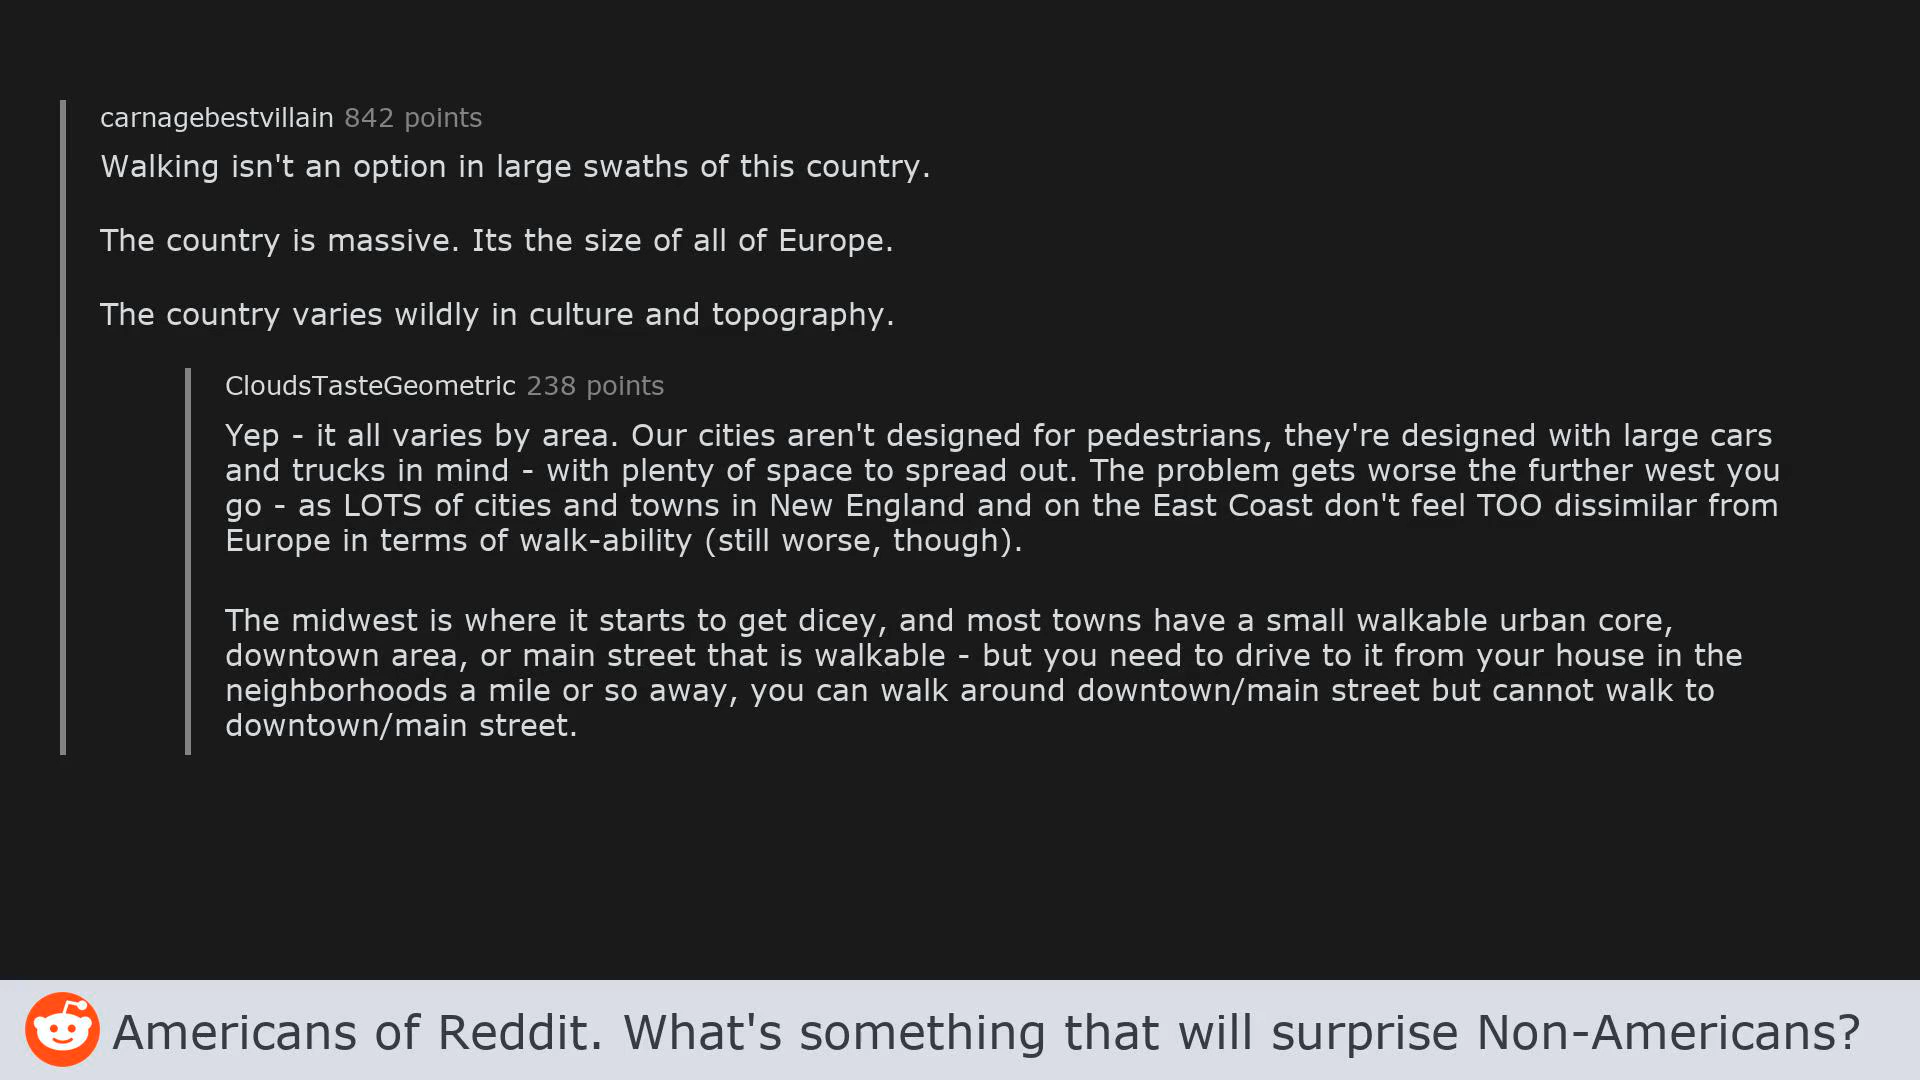 carnagebestvillain 842 points
Walking isn't an option in large swaths of this country.
The country is massive. Its the size of all of Europe.
The country varies wildly in culture and topography.
CloudsTasteGeometric 238 points
Yep - it all varies by area. Our cities aren't designed for pedestrians, they're designed with large cars
and trucks in mind - with plenty of space to spread out. The problem gets worse the further west you
go - as LOTS of cities and towns in New England and on the East Coast don't feel TOO dissimilar from
Europe in terms of walk-ability (still worse, though).
The midwest is where it starts to get dicey, and most towns have a small walkable urban core,
downtown area, or main street that is walkable - but you need to drive to it from your house in the
neighborhoods a mile or so away, you can walk around downtown/main street but cannot walk to
downtown/main street.
Americans of Reddit. What's something that will surprise Non-Americans?